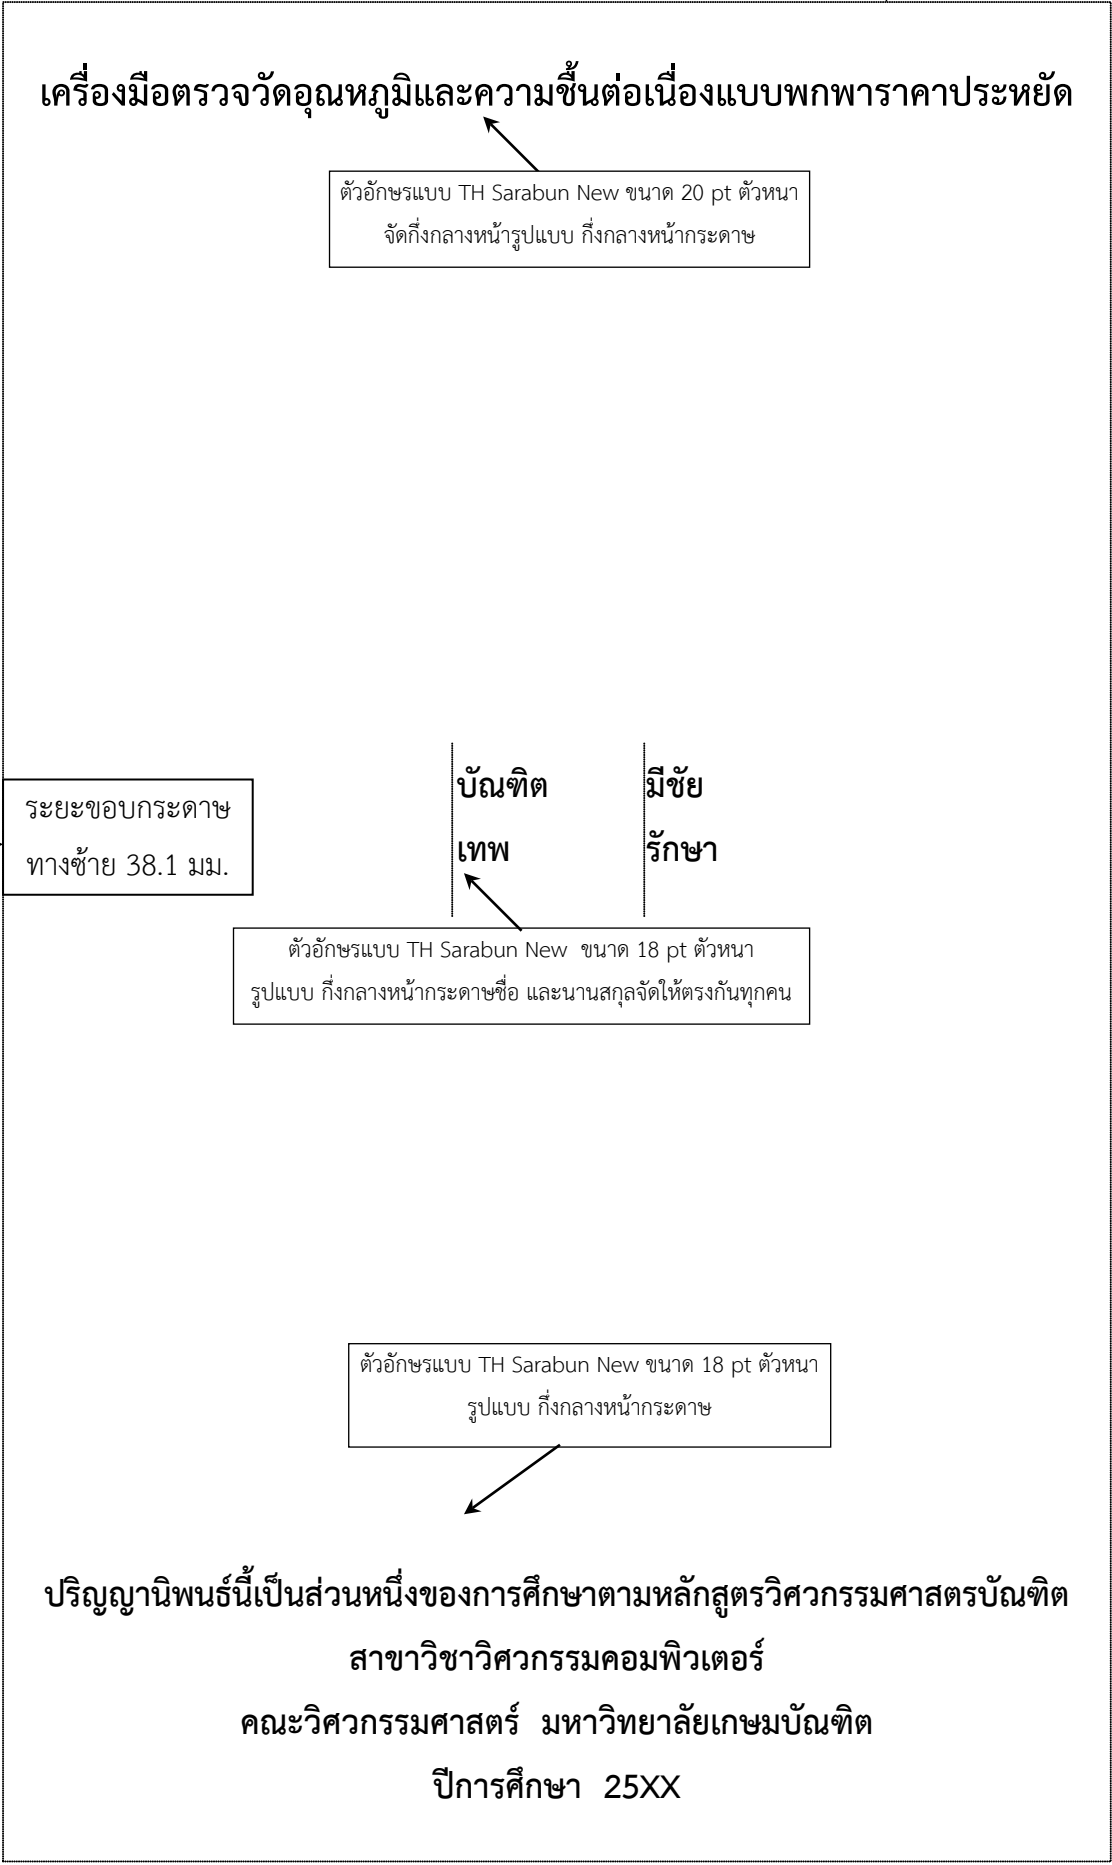 เครื่องมือตรวจวัดอุณหภูมิและความชื้นต่อเนื่องแบบพกพาราคาประหยัด
ตัวอักษรแบบ TH Sarabun New ขนาด 20 pt ตัวหนา
จัดกึ่งกลางหน้ารูปแบบ กึ่งกลางหน้ากระดาษ
บัณฑิต มีชัย
เทพ รักษา
ระยะขอบกระดาษ
ทางซ้าย 38.1 มม.
ตัวอักษรแบบ TH Sarabun New ขนาด 18 pt ตัวหนา
รูปแบบ กึ่งกลางหน้ากระดาษชื่อ และนานสกุลจัดให้ตรงกันทุกคน
ตัวอักษรแบบ TH Sarabun New ขนาด 18 pt ตัวหนา
รูปแบบ กึ่งกลางหน้ากระดาษ
ปริญญานิพนธ์นี้เป็นส่วนหนึ่งของการศึกษาตามหลักสูตรวิศวกรรมศาสตรบัณฑิต
สาขาวิชาวิศวกรรมคอมพิวเตอร์
คณะวิศวกรรมศาสตร์ มหาวิทยาลัยเกษมบัณฑิต
ปีการศึกษา 25XX